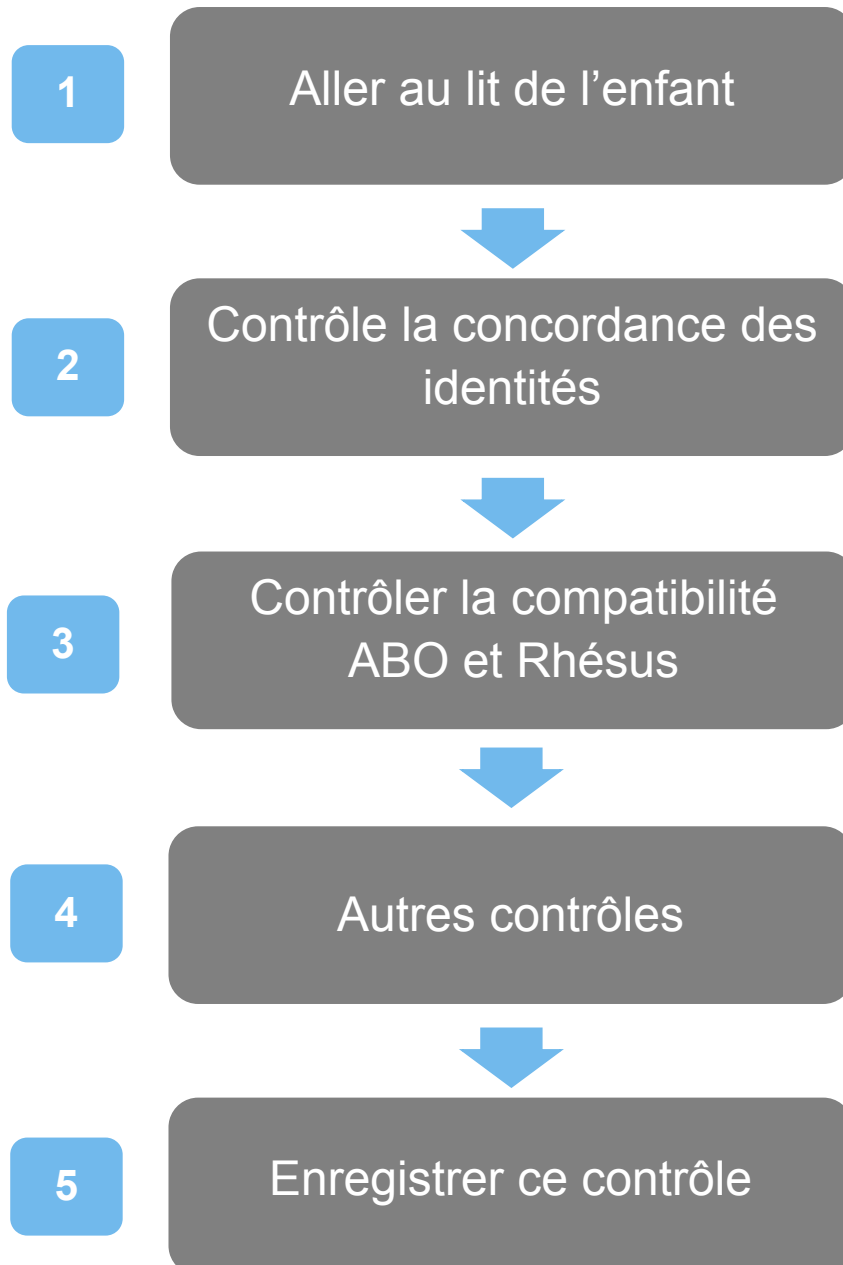 1
Aller au lit de l’enfant
2
Contrôle la concordance des
identités
3
Contrôler la compatibilité
ABO et Rhésus
4
Autres contrôles
5
Enregistrer ce contrôle